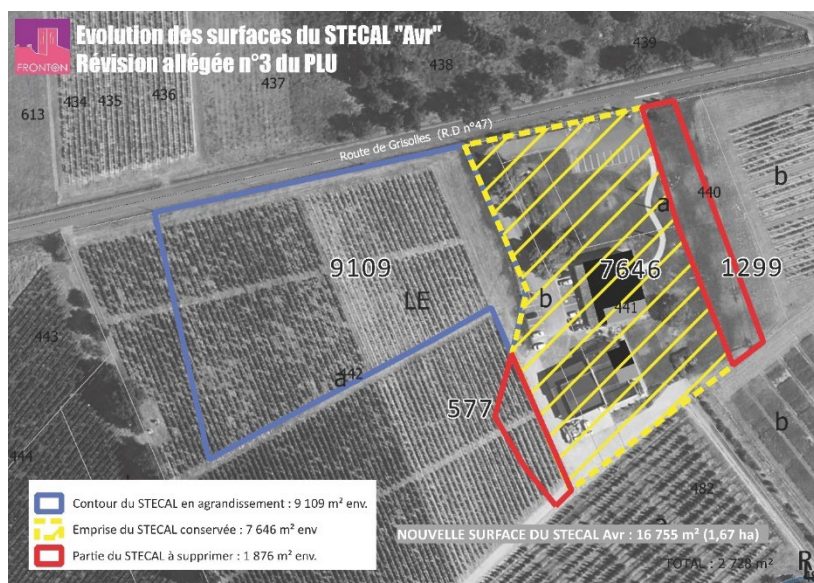 Evolution des surfaces du STECAL "Avr"
Révision allégée n°3 du PLU
FRONTON
439
438
437
436
435
434
613
Route de Grisolles (R.D n°47)
440
b
a
9109
7646
1299
LE
b
441
443
442
a
577
b
444
482
Contour du STECAL en agrandissement : 9 109 m² env.
Emprise du STECAL conservée : 7 646 m² env
Partie du STECAL à supprimer : 1 876 m² env.
NOUVELLE SURFACE DU STECAL Avr : 16 755 m² (1,67 ha)
TOTAL : 2 728 m²
R